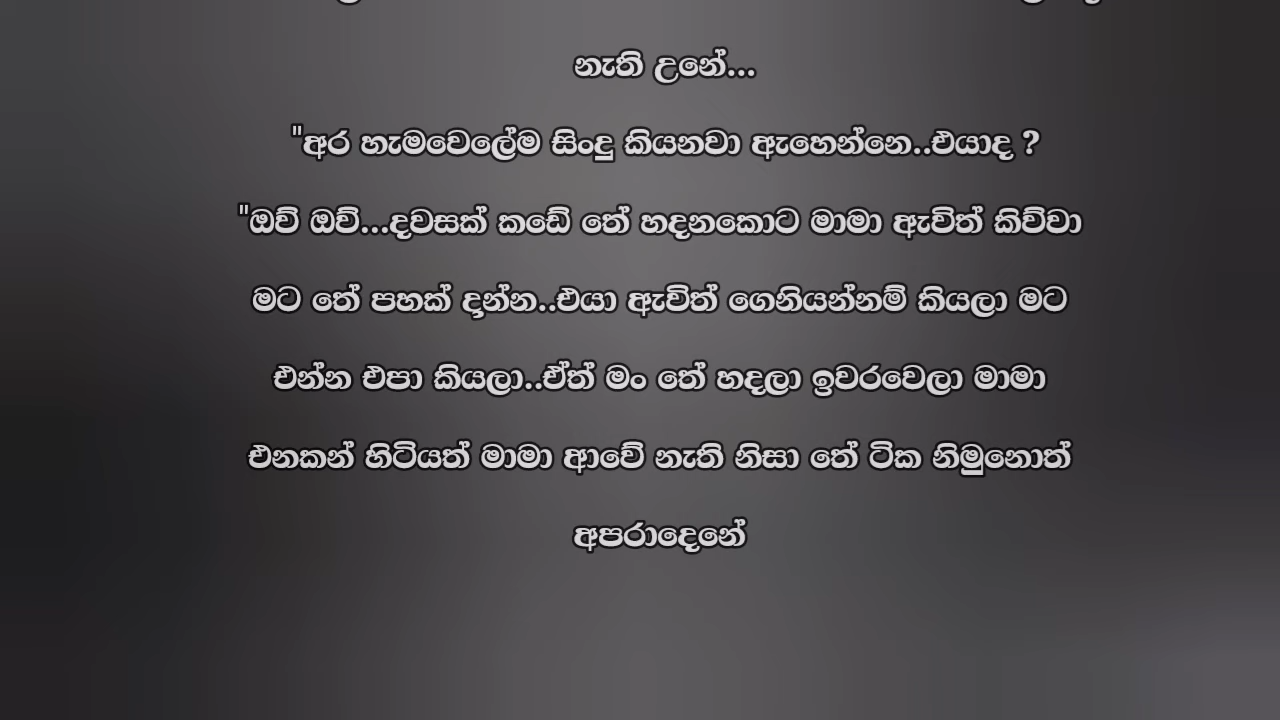 නැති උනේ...
"අර හැමවෙලේම සිංදු කියනවා ඇහෙන්නෙ..එයාද ?
"ඔව් ඔව්...දවසක් කඩේ තේ හදනකොට මාමා ඇවිත් කිව්වා
මට තේ පහක් දාන්න..එයා ඇවිත් ගෙනියන්නම් කියලා මට
එන්න එපා කියලා..ඒත් මං තේ හදලා ඉවරවෙලා මාමා
එනකන් හිටියත් මාමා ආවේ නැති නිසා තේ ටික නිමුනොත්
අපරාදෙනේ